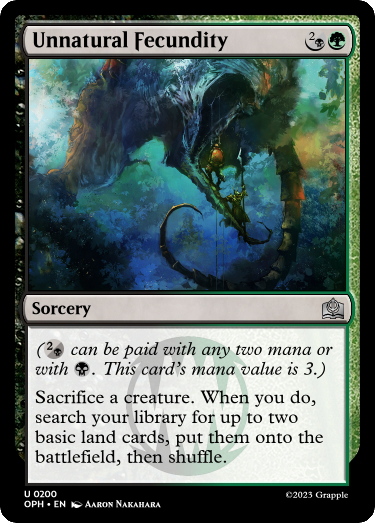 Unnatural Fecundity 2
Sorcery
(2 can be paid with any two mana or
with . This card's mana value is 3.)
Sacrifice a creature. When you do,
search your library for up to two
basic land cards, put them onto the
battlefield, then shuffle.
U 0200
OPH • EN Aaron Nakahara
©2023 Grapple